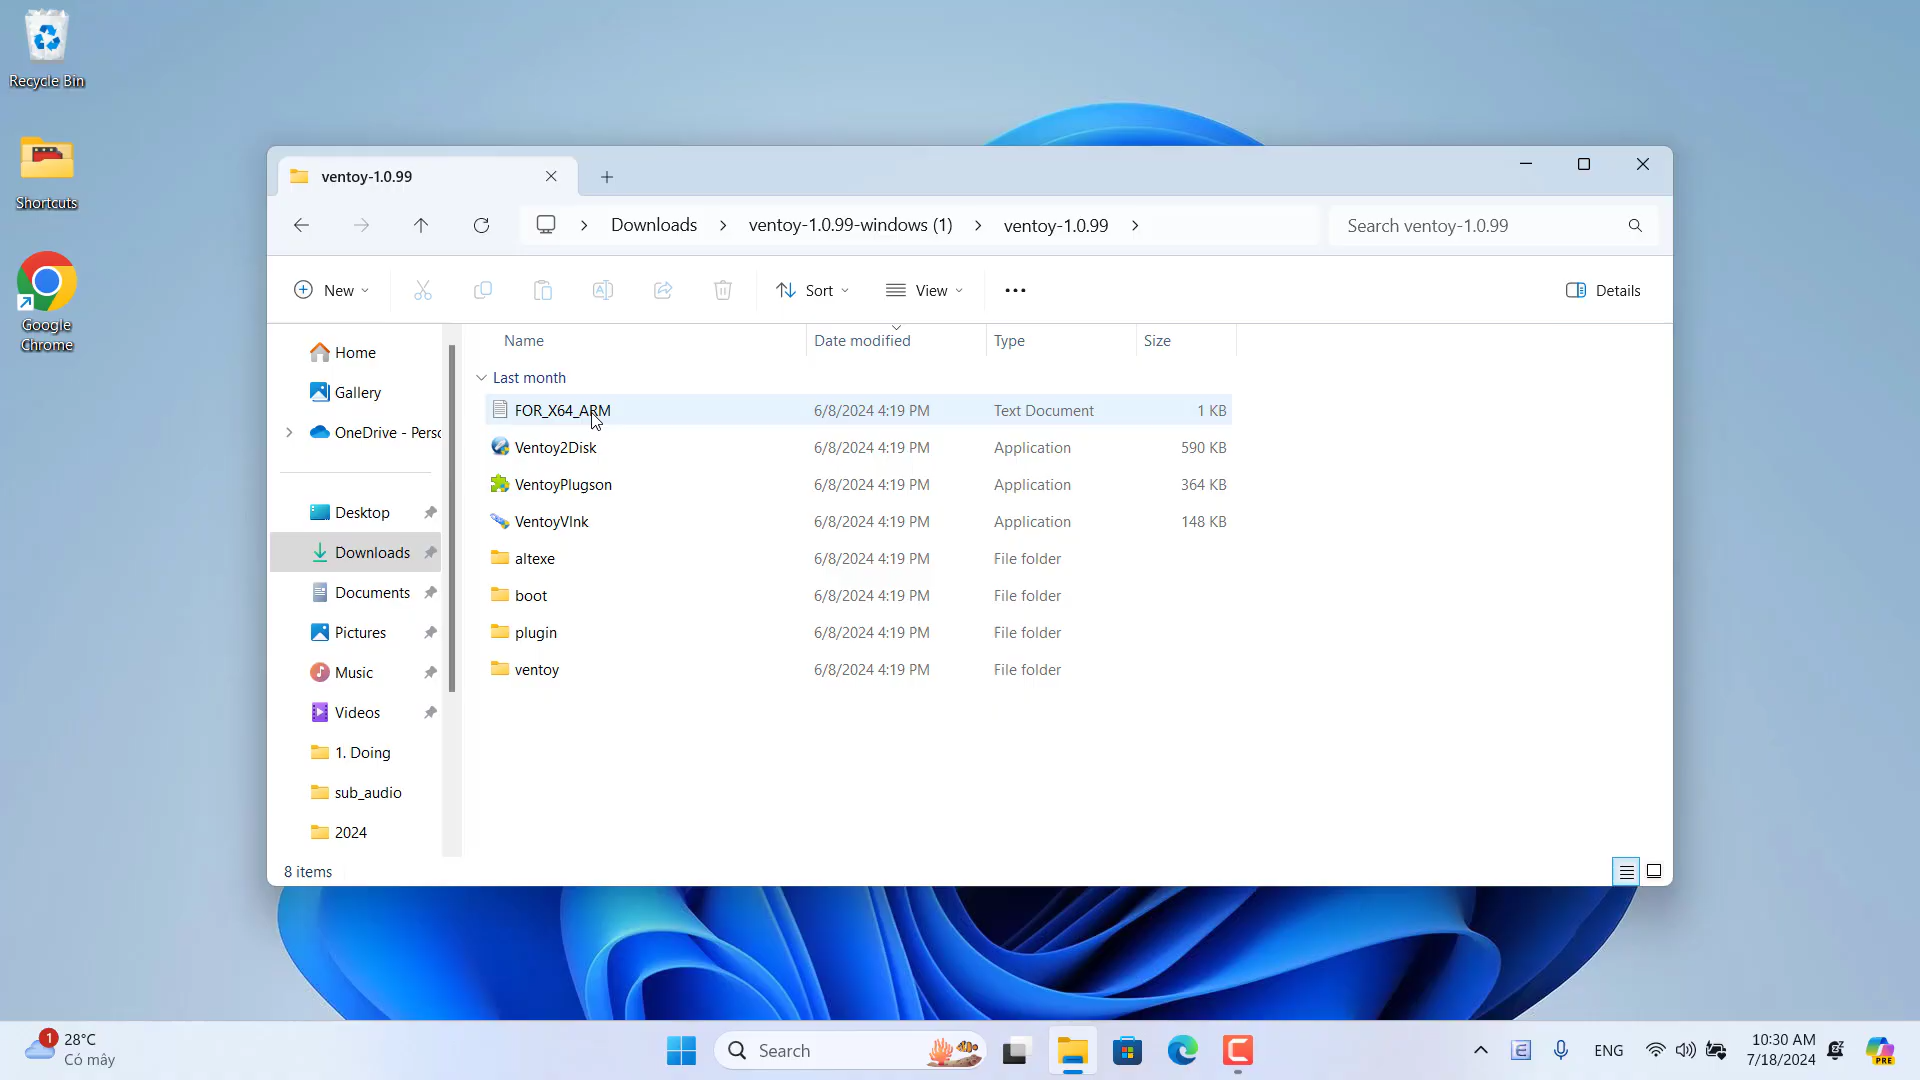 Recycle Bin
Shortcuts
Google
Chrome
ventoy-1.0.99
Downloads
ventoy-1.0.99-windows (1)
ventoy-1.0.99
Search ventoy-1.0.99
New
Sort
View
Details
Home
Gallery
OneDrive - Perso
Desktop
Downloads
Documents
Pictures
Music
Videos
1. Doing
sub_audio
2024
Name Date modified Type Size
Last month
FOR_X64_ARM 6/8/2024 4:19 PM Text Document 1 KB
Ventoy2Disk 6/8/2024 4:19 PM Application 590 KB
VentoyPlugson 6/8/2024 4:19 PM Application 364 KB
VentoyVlnk 6/8/2024 4:19 PM Application 148 KB
altexe 6/8/2024 4:19 PM File folder
boot 6/8/2024 4:19 PM File folder
plugin 6/8/2024 4:19 PM File folder
ventoy 6/8/2024 4:19 PM File folder
8 items
1
28°C
Có mây
Search
E
ENG
10:30 AM
7/18/2024
PRE